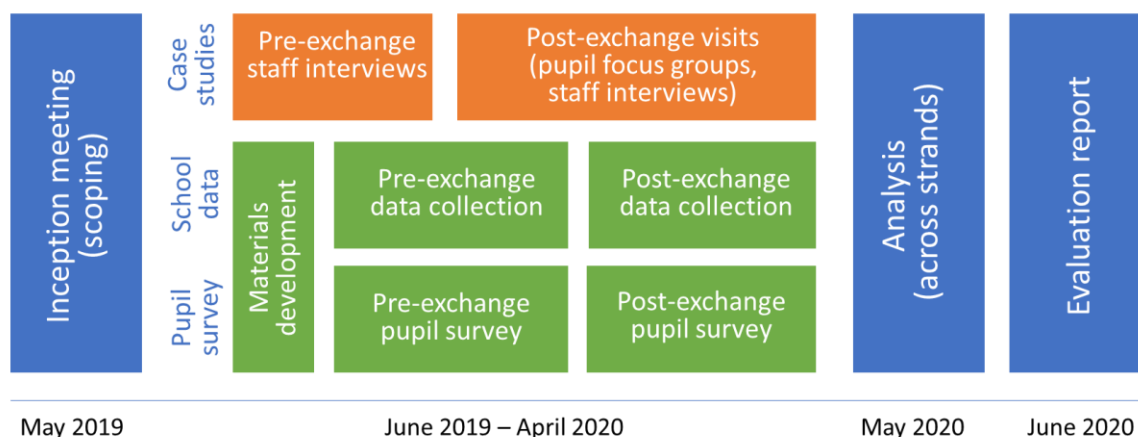 Inception meeting
(scoping)
Case
studies
Pre-exchange
staff interviews
Post-exchange visits
(pupil focus groups,
staff interviews)
School
data
Materials
development
Pre-exchange
data collection
Post-exchange
data collection
Pupil
survey
Pre-exchange
pupil survey
Post-exchange
pupil survey
Analysis
(across strands)
Evaluation report
May 2019
June 2019 – April 2020
May 2020
June 2020